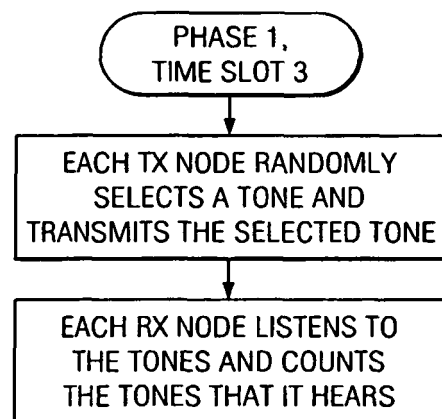 PHASE 1,
TIME SLOT 3
EACH TX NODE RANDOMLY
SELECTS A TONE AND
TRANSMITS THE SELECTED TONE
EACH RX NODE LISTENS TO
THE TONES AND COUNTS
THE TONES THAT IT HEARS